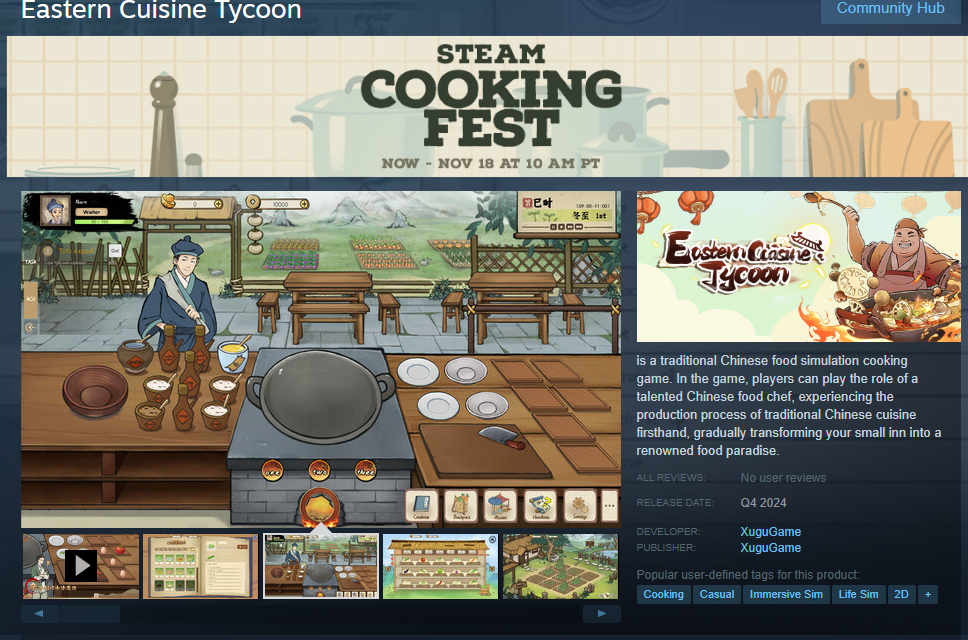 Eastern Cuisine Tycoon
Community Hub
STEAM
COOKING
FEST
NOW - NOV 18 AT 10 AM PT
Name
Waiter
0
10000
巳时
(09:00-11:00)
冬至 1st
Get
TASK
ACH
Eastern Cuisine
Tycoon
is a traditional Chinese food simulation cooking
game. In the game, players can play the role of a
talented Chinese food chef, experiencing the
production process of traditional Chinese cuisine
firsthand, gradually transforming your small inn into a
renowned food paradise.
ALL REVIEWS: No user reviews
RELEASE DATE: Q4 2024
DEVELOPER: XuguGame
PUBLISHER: XuguGame
Popular user-defined tags for this product:
Cooking Casual Immersive Sim Life Sim 2D +